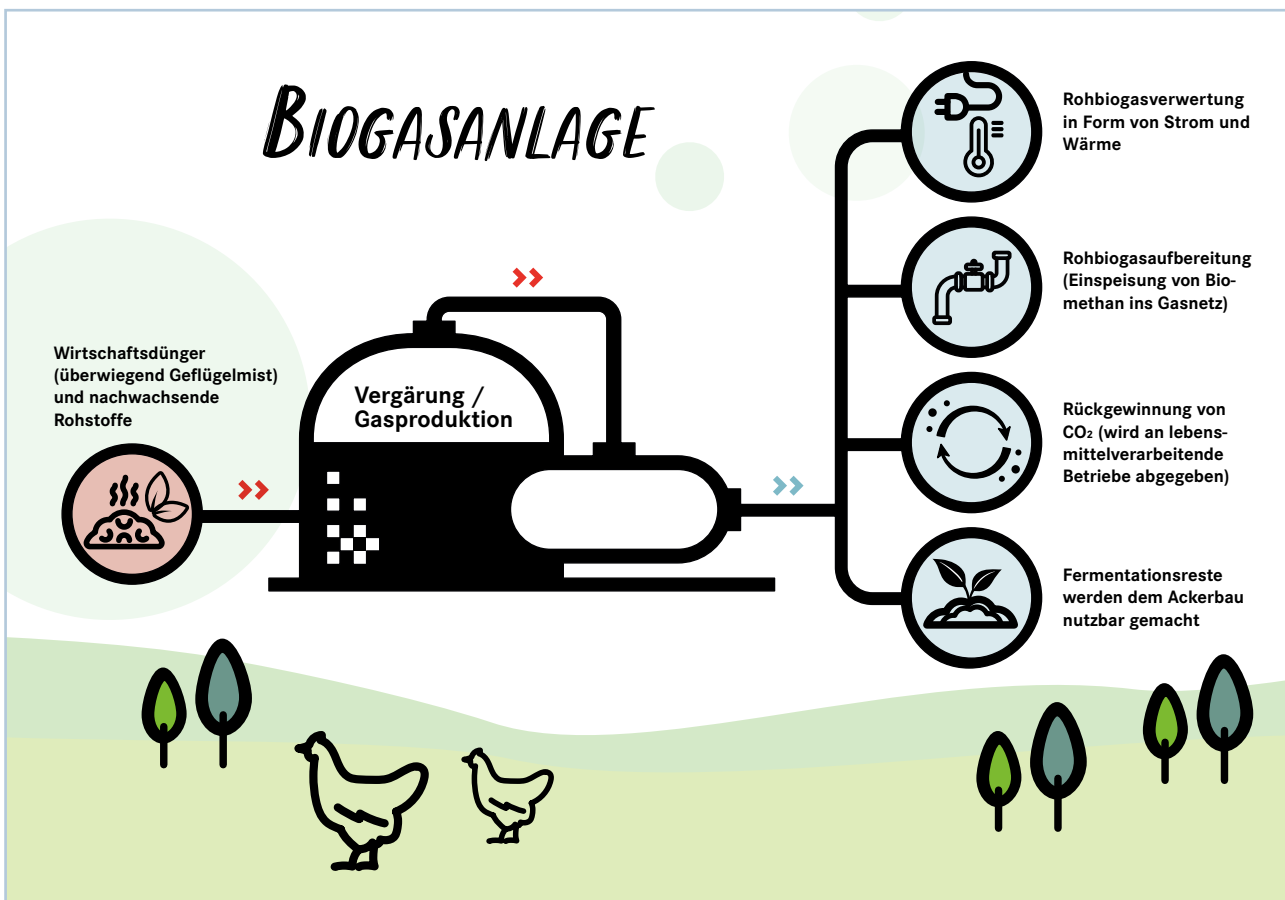 BIOGASANLAGE
Wirtschaftsdünger
(überwiegend Geflügelmist)
und nachwachsende
Rohstoffe
Vergärung /
Gasproduktion
Rohbiogasverwertung
in Form von Strom und
Wärme
Rohbiogasaufbereitung
(Einspeisung von Bio-
methan ins Gasnetz)
Rückgewinnung von
CO₂ (wird an lebens-
mittelverarbeitende
Betriebe abgegeben)
Fermentationsreste
werden dem Ackerbau
nutzbar gemacht